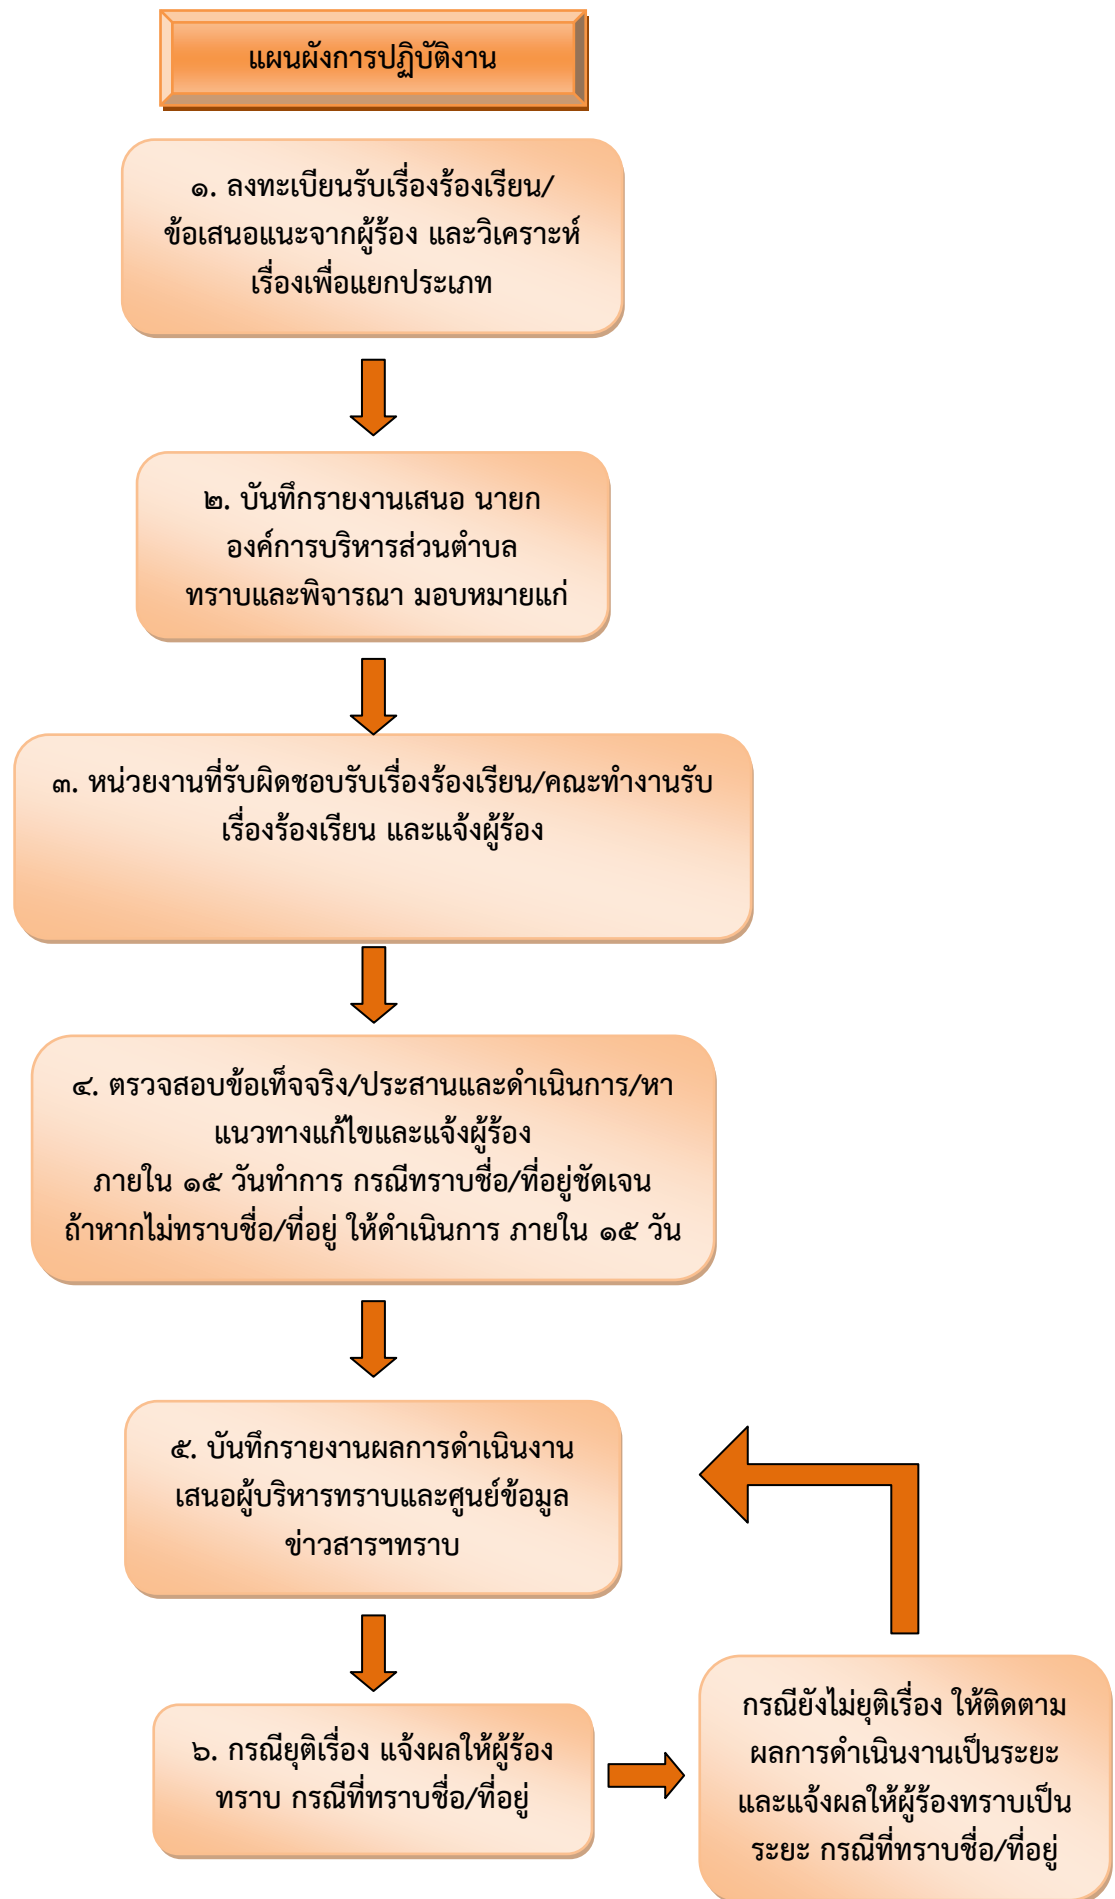 แผนผังการปฏิบัติงาน
๑. ลงทะเบียนรับเรื่องร้องเรียน/
ข้อเสนอแนะจากผู้ร้อง และวิเคราะห์
เรื่องเพื่อแยกประเภท
๒. บันทึกรายงานเสนอ นายก
องค์การบริหารส่วนตำบล
ทราบและพิจารณา มอบหมายแก่
๓. หน่วยงานที่รับผิดชอบรับเรื่องร้องเรียน/คณะทำงานรับ
เรื่องร้องเรียน และแจ้งผู้ร้อง
๔. ตรวจสอบข้อเท็จจริง/ประสานและดำเนินการ/หา
แนวทางแก้ไขและแจ้งผู้ร้อง
ภายใน ๑๕ วันทำการ กรณีทราบชื่อ/ที่อยู่ชัดเจน
ถ้าหากไม่ทราบชื่อ/ที่อยู่ ให้ดำเนินการ ภายใน ๑๕ วัน
๕. บันทึกรายงานผลการดำเนินงาน
เสนอผู้บริหารทราบและศูนย์ข้อมูล
ข่าวสารฯทราบ
๖. กรณียุติเรื่อง แจ้งผลให้ผู้ร้อง
ทราบ กรณีที่ทราบชื่อ/ที่อยู่
กรณียังไม่ยุติเรื่อง ให้ติดตาม
ผลการดำเนินงานเป็นระยะ
และแจ้งผลให้ผู้ร้องทราบเป็น
ระยะ กรณีที่ทราบชื่อ/ที่อยู่